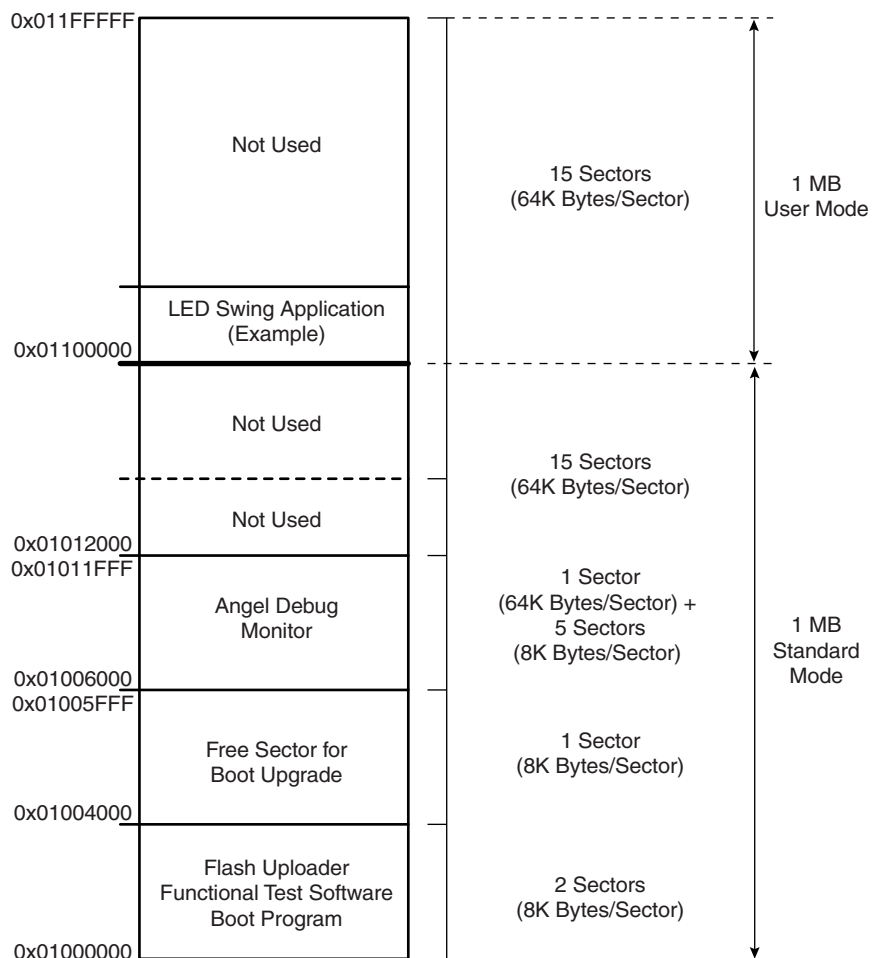 0x011FFFFF
Not Used
15 Sectors
(64K Bytes/Sector)
1 MB
User Mode
LED Swing Application
(Example)
0x01100000
Not Used
15 Sectors
(64K Bytes/Sector)
Not Used
0x01012000
0x01011FFF
Angel Debug
Monitor
1 Sector
(64K Bytes/Sector) +
5 Sectors
(8K Bytes/Sector)
1 MB
Standard
Mode
0x01006000
0x01005FFF
Free Sector for
Boot Upgrade
1 Sector
(8K Bytes/Sector)
0x01004000
Flash Uploader
Functional Test Software
Boot Program
2 Sectors
(8K Bytes/Sector)
0x01000000